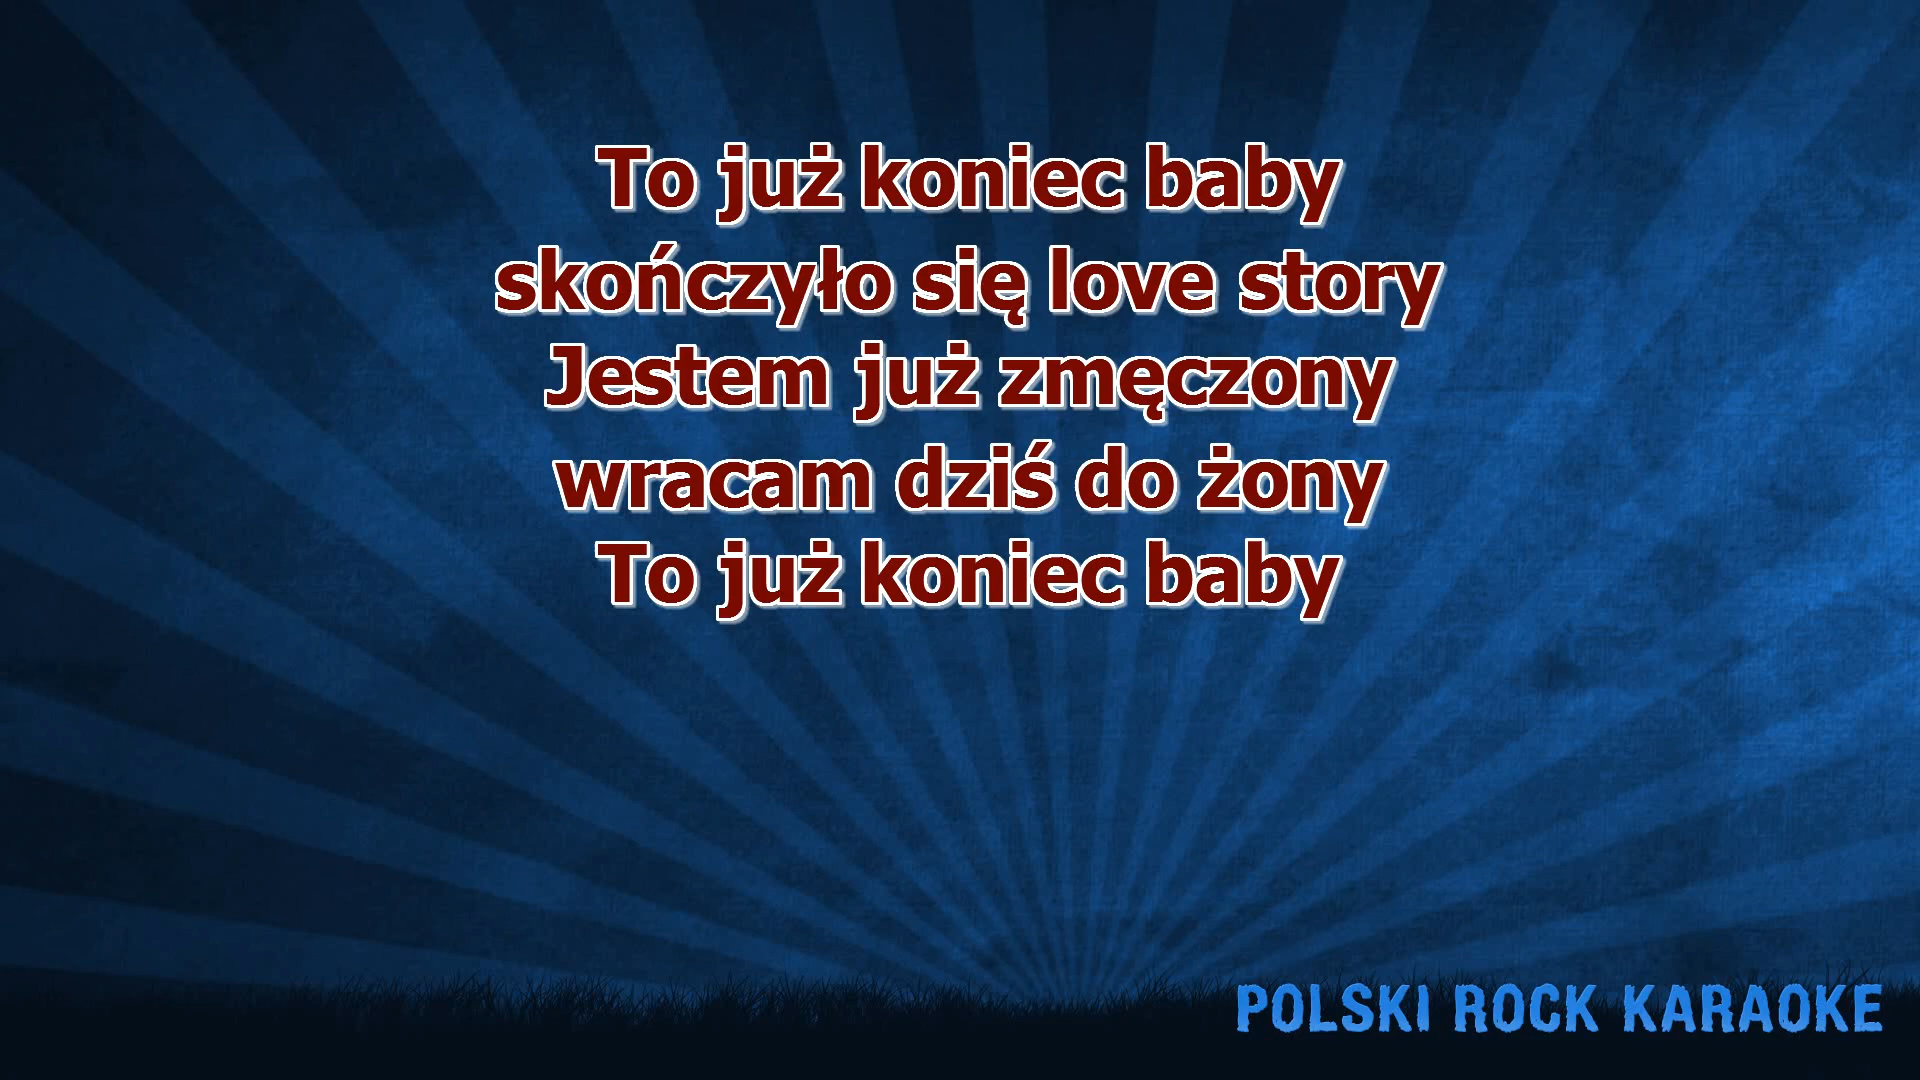 To już koniec baby
skończyło się love story
Jestem już zmęczony
wracam dziś do żony
To już koniec baby
POLSKI ROCK KARAOKE